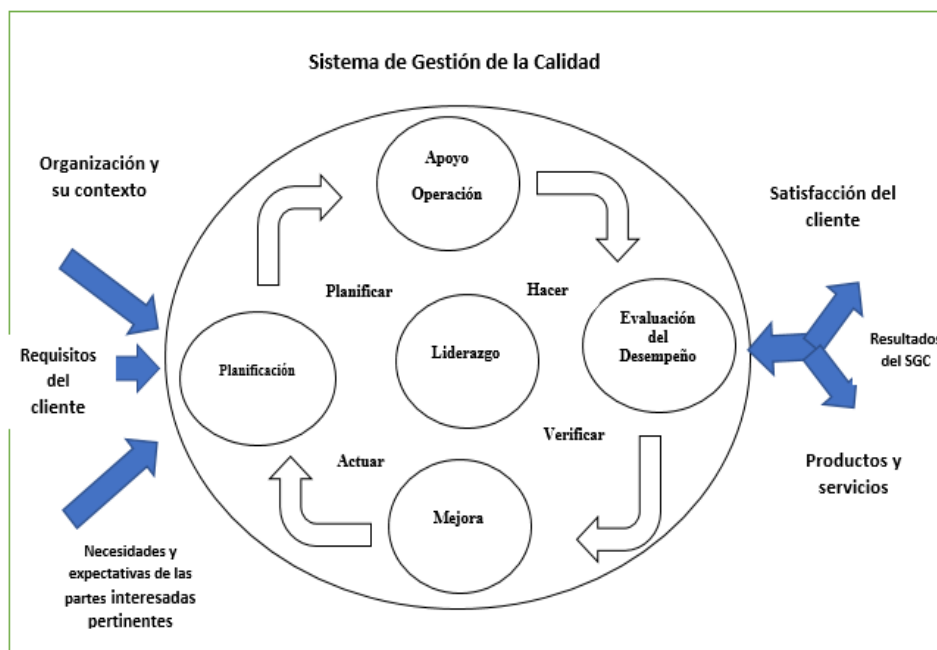 Sistema de Gestión de la Calidad
Organización y
su contexto
Apoyo
Operación
Satisfacción del
cliente
Planificar
Hacer
Requisitos
del
cliente
Planificación
Liderazgo
Evaluación
del
Desempeño
Resultados
del SGC
Actuar
Verificar
Mejora
Productos y
servicios
Necesidades y
expectativas de las
partes interesadas
pertinentes